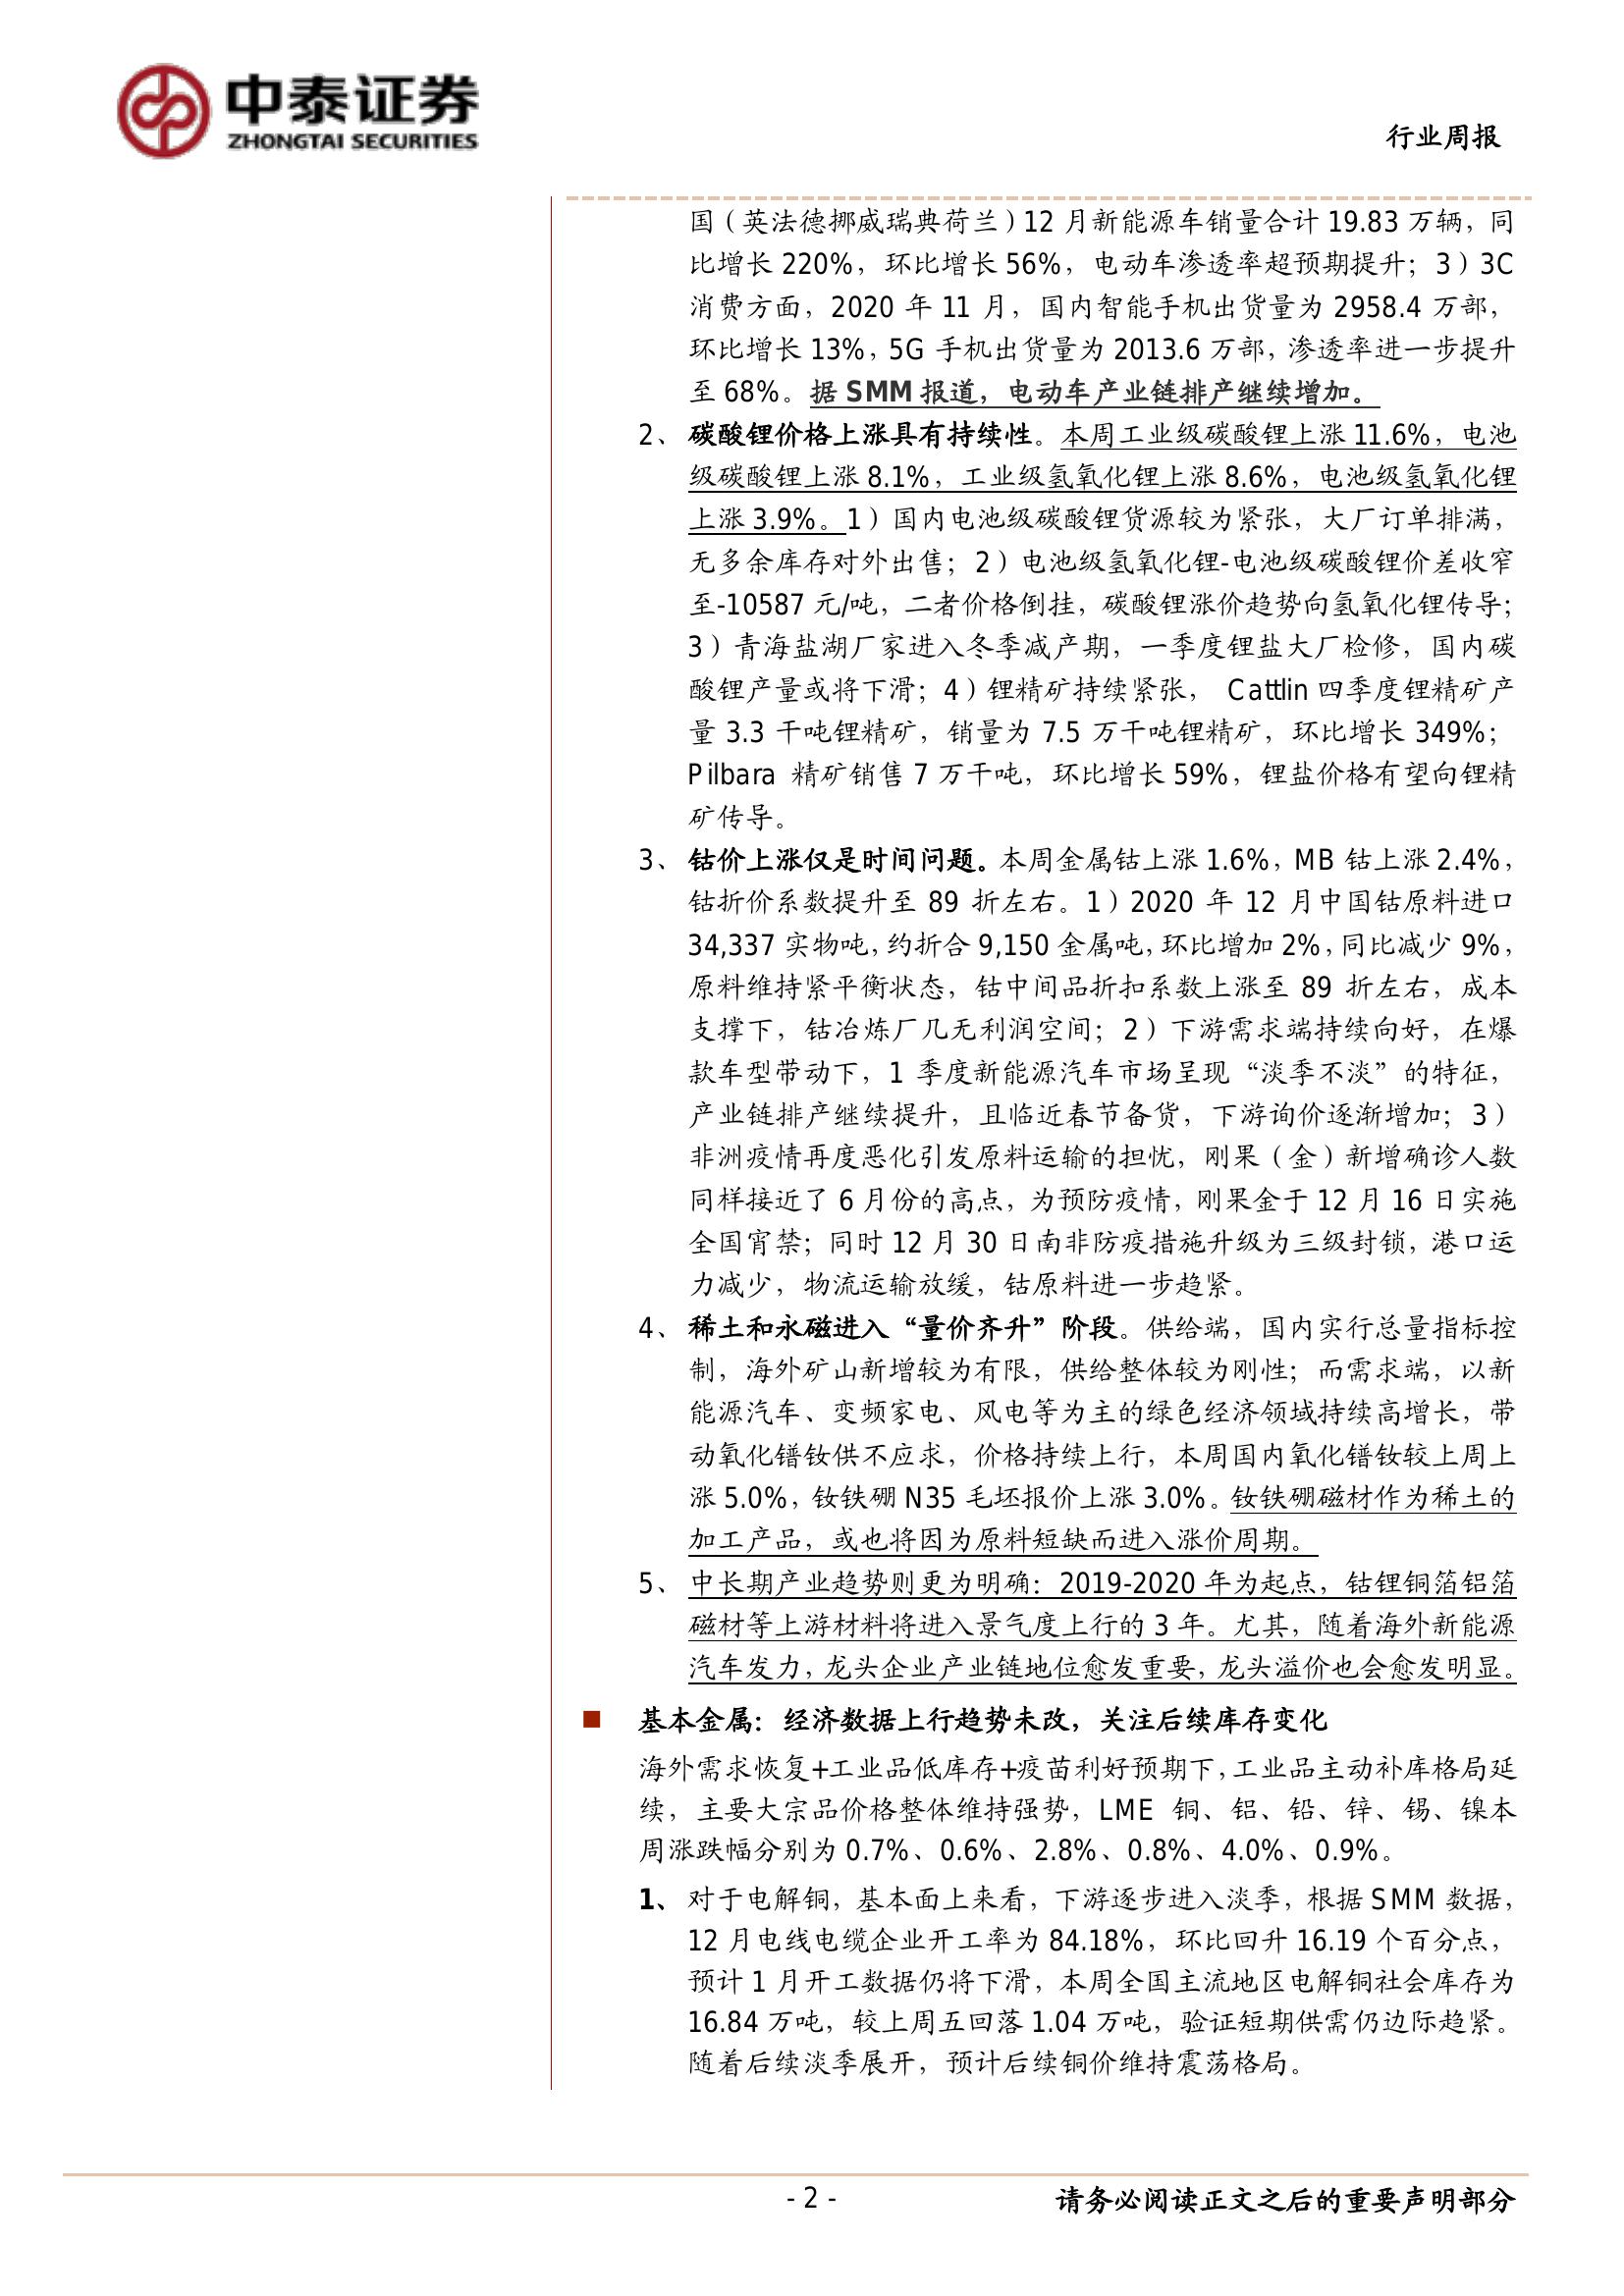 中泰证券
ZHONGTAI SECURITIES
行业周报
国（英法德挪威瑞典荷兰）12 月新能源车销量合计 19.83 万辆，同
比增长 220%，环比增长 56%，电动车渗透率超预期提升；3）3C
消费方面，2020 年 11 月，国内智能手机出货量为 2958.4 万部，
环比增长 13%，5G 手机出货量为 2013.6 万部，渗透率进一步提升
至 68%。据 SMM 报道，电动车产业链排产继续增加。
2、碳酸锂价格上涨具有持续性。本周工业级碳酸锂上涨 11.6%，电池
级碳酸锂上涨 8.1%，工业级氢氧化锂上涨 8.6%，电池级氢氧化锂
上涨 3.9%。1）国内电池级碳酸锂货源较为紧张，大厂订单排满，
无多余库存对外出售；2）电池级氢氧化锂-电池级碳酸锂价差收窄
至-10587 元/吨，二者价格倒挂，碳酸锂涨价趋势向氢氧化锂传导；
3）青海盐湖厂家进入冬季减产期，一季度锂盐大厂检修，国内碳
酸锂产量或将下滑；4）锂精矿持续紧张， Cattlin 四季度锂精矿产
量 3.3 干吨锂精矿，销量为 7.5 万干吨锂精矿，环比增长 349%；
Pilbara 精矿销售 7 万干吨，环比增长 59%，锂盐价格有望向锂精
矿传导。
3、钴价上涨仅是时间问题。本周金属钴上涨 1.6%，MB 钴上涨 2.4%，
钴折价系数提升至 89 折左右。1）2020 年 12 月中国钴原料进口
34,337 实物吨，约折合 9,150 金属吨，环比增加 2%，同比减少 9%，
原料维持紧平衡状态，钴中间品折扣系数上涨至 89 折左右，成本
支撑下，钴冶炼厂几无利润空间；2）下游需求端持续向好，在爆
款车型带动下，1 季度新能源汽车市场呈现“淡季不淡”的特征，
产业链排产继续提升，且临近春节备货，下游询价逐渐增加；3）
非洲疫情再度恶化引发原料运输的担忧，刚果（金）新增确诊人数
同样接近了 6 月份的高点，为预防疫情，刚果金于 12 月 16 日实施
全国宵禁；同时 12 月 30 日南非防疫措施升级为三级封锁，港口运
力减少，物流运输放缓，钴原料进一步趋紧。
4、稀土和永磁进入“量价齐升”阶段。供给端，国内实行总量指标控
制，海外矿山新增较为有限，供给整体较为刚性；而需求端，以新
能源汽车、变频家电、风电等为主的绿色经济领域持续高增长，带
动氧化镨钕供不应求，价格持续上行，本周国内氧化镨钕较上周上
涨 5.0%，钕铁硼 N35 毛坯报价上涨 3.0%。钕铁硼磁材作为稀土的
加工产品，或也将因为原料短缺而进入涨价周期。
5、中长期产业趋势则更为明确：2019-2020 年为起点，钴锂铜箔铝箔
磁材等上游材料将进入景气度上行的 3 年。尤其，随着海外新能源
汽车发力，龙头企业产业链地位愈发重要，龙头溢价也会愈发明显。
■ 基本金属：经济数据上行趋势未改，关注后续库存变化
海外需求恢复+工业品低库存+疫苗利好预期下，工业品主动补库格局延
续，主要大宗品价格整体维持强势，LME 铜、铝、铅、锌、锡、镍本
周涨跌幅分别为 0.7%、0.6%、2.8%、0.8%、4.0%、0.9%。
1、对于电解铜，基本面上来看，下游逐步进入淡季，根据 SMM 数据，
12 月电线电缆企业开工率为 84.18%，环比回升 16.19 个百分点，
预计 1 月开工数据仍将下滑，本周全国主流地区电解铜社会库存为
16.84 万吨，较上周五回落 1.04 万吨，验证短期供需仍边际趋紧。
随着后续淡季展开，预计后续铜价维持震荡格局。
- 2 -
请务必阅读正文之后的重要声明部分